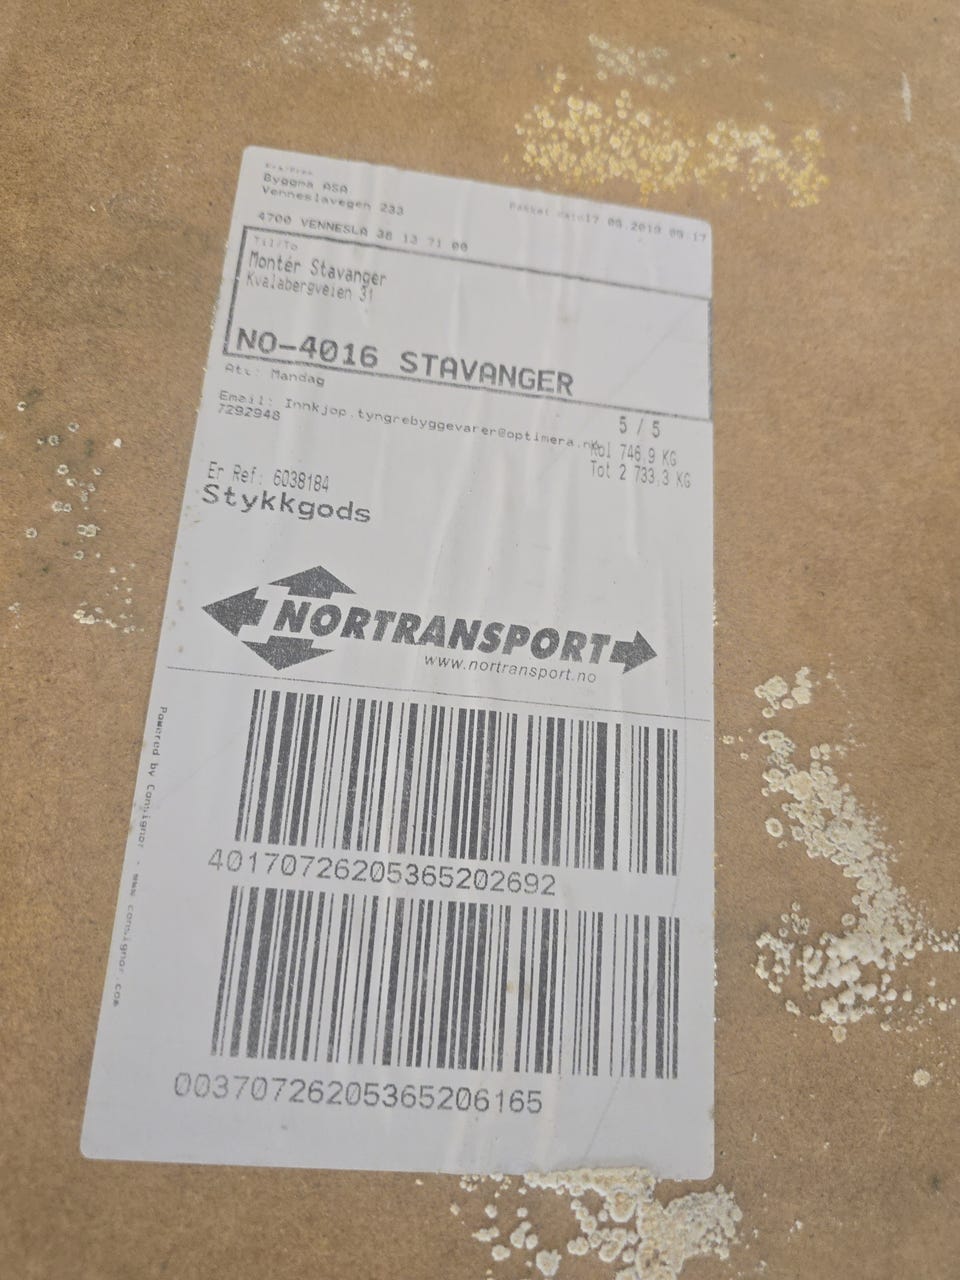 Fra/From
Byggma ASA
Venneslavegen 233
Pakket dato17 09.2019 09.17
4700 VENNESLA 38 13 71 00
Til/To
Montér Stavanger
Kvalabergveien 31
NO-4016 STAVANGER
Att: Mandag
Email: Innkjop.tyngrebyggevarer@optimera.no
7292948
5 / 5
Kol 746,9 KG
Tot 2 733,3 KG
Er Ref: 6038184
Stykkgods
NORTRANSPORT
www.nortransport.no
Powered by Consignor - www.consignor.com
40170726205365202692
00370726205365206165